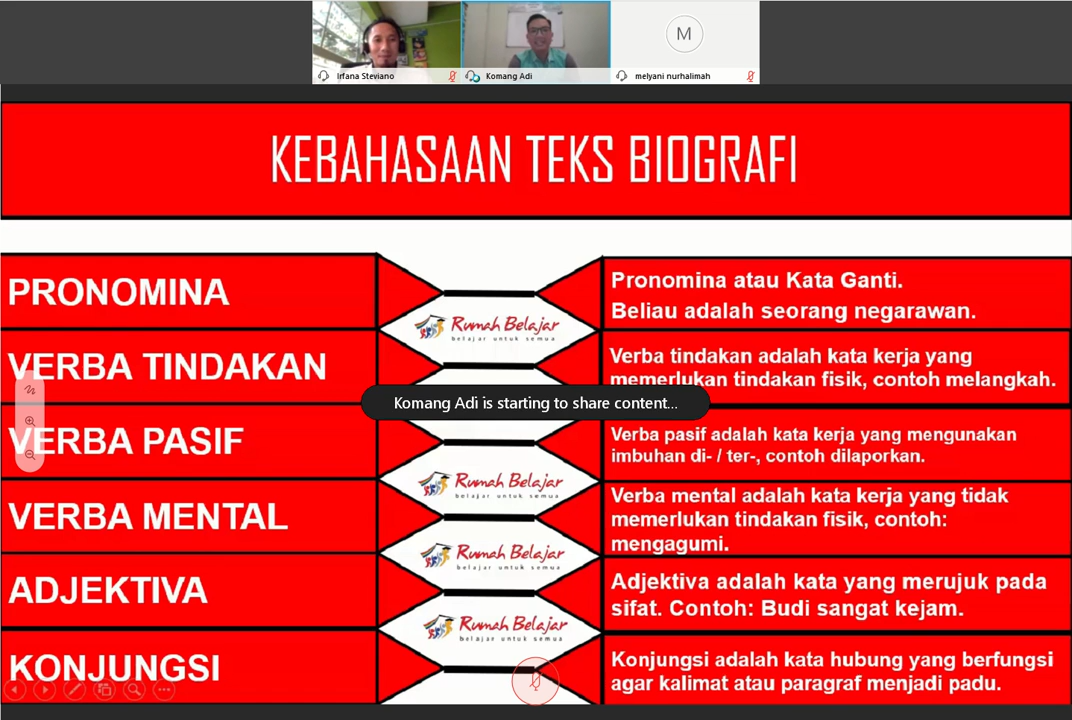 M
Irfana Steviano
Komang Adi
melyani nurhalimah
KEBAHASAAN TEKS BIOGRAFI
PRONOMINA
Pronomina atau Kata Ganti.
Beliau adalah seorang negarawan.
Rumah Belajar
belajar untuk semua
VERBA TINDAKAN
Verba tindakan adalah kata kerja yang
memerlukan tindakan fisik, contoh melangkah.
Komang Adi is starting to share content...
VERBA PASIF
Verba pasif adalah kata kerja yang mengunakan
imbuhan di- / ter-, contoh dilaporkan.
Rumah Belajar
belajar untuk semua
VERBA MENTAL
Verba mental adalah kata kerja yang tidak
memerlukan tindakan fisik, contoh:
mengagumi.
Rumah Belajar
belajar untuk semua
ADJEKTIVA
Adjektiva adalah kata yang merujuk pada
sifat. Contoh: Budi sangat kejam.
Rumah Belajar
belajar untuk semua
KONJUNGSI
Konjungsi adalah kata hubung yang berfungsi
agar kalimat atau paragraf menjadi padu.